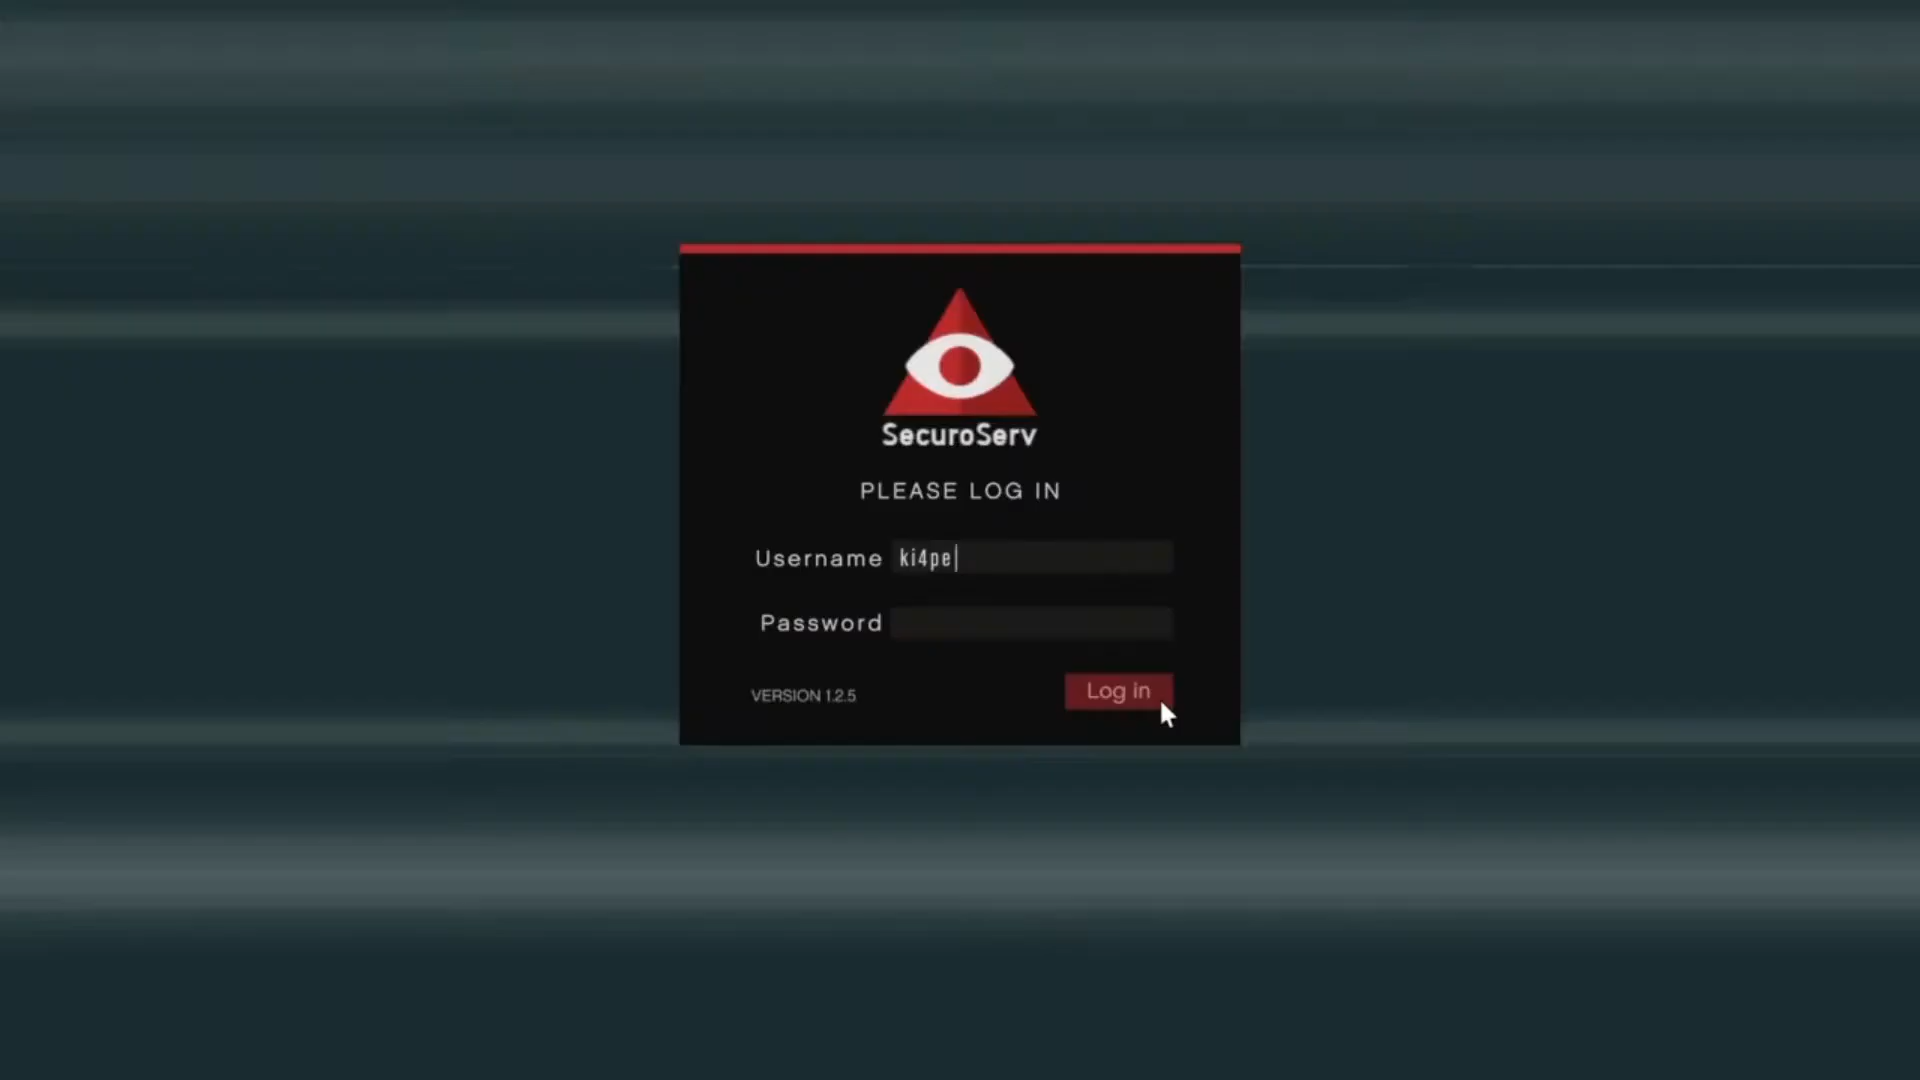 SecuroServ
PLEASE LOG IN
Username ki4pe
Password
VERSION 1.2.5
Log in